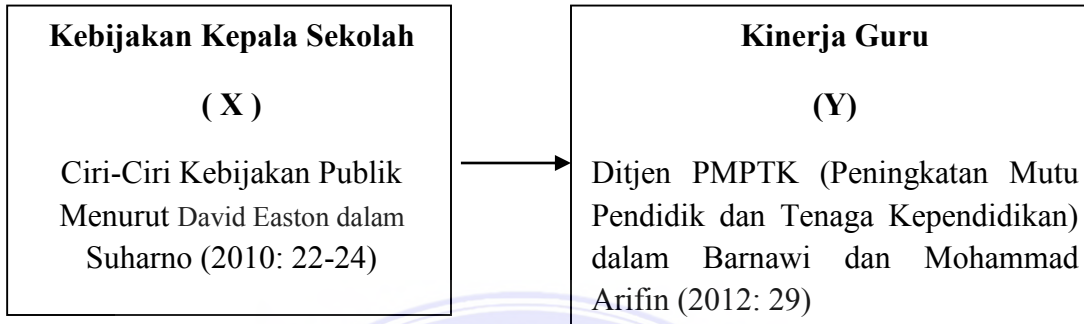 Kebijakan Kepala Sekolah
( X )
Ciri-Ciri Kebijakan Publik
Menurut David Easton dalam
Suharno (2010: 22-24)
Kinerja Guru
(Y)
Ditjen PMPTK (Peningkatan Mutu
Pendidik dan Tenaga Kependidikan)
dalam Barnawi dan Mohammad
Arifin (2012: 29)